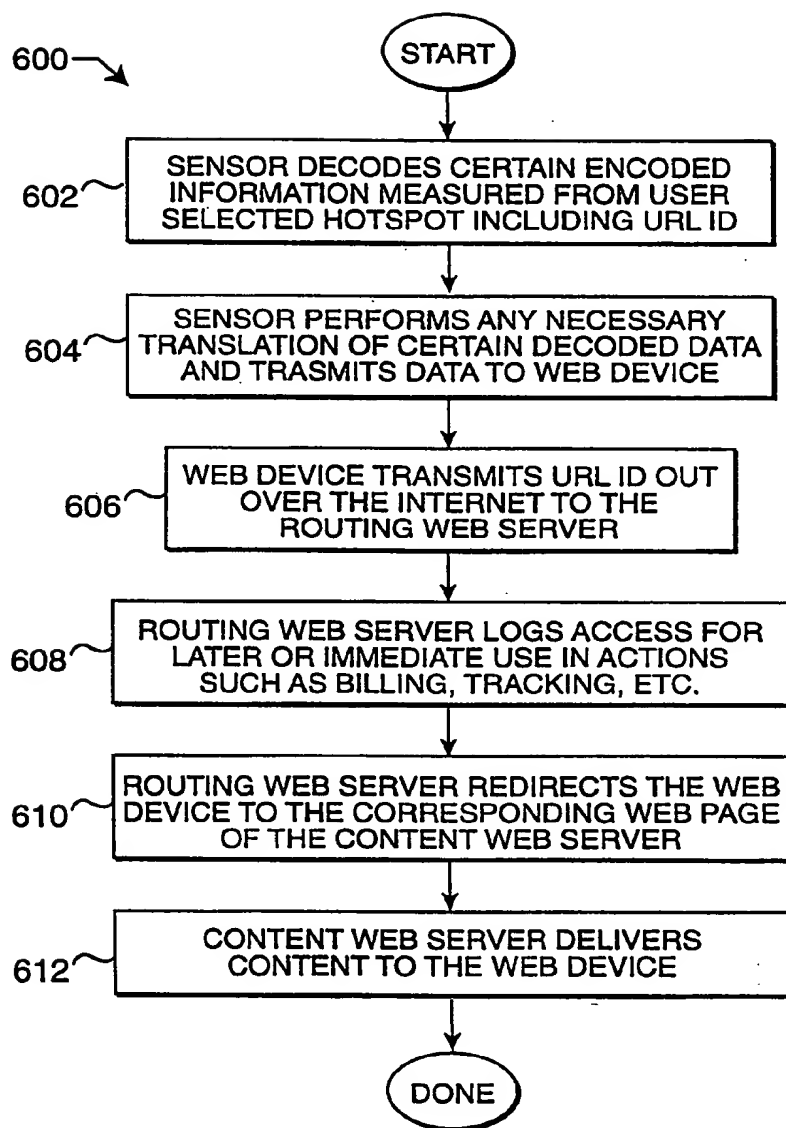 600
START
602
SENSOR DECODES CERTAIN ENCODED
INFORMATION MEASURED FROM USER
SELECTED HOTSPOT INCLUDING URL ID
604
SENSOR PERFORMS ANY NECESSARY
TRANSLATION OF CERTAIN DECODED DATA
AND TRASMITS DATA TO WEB DEVICE
606
WEB DEVICE TRANSMITS URL ID OUT
OVER THE INTERNET TO THE
ROUTING WEB SERVER
608
ROUTING WEB SERVER LOGS ACCESS FOR
LATER OR IMMEDIATE USE IN ACTIONS
SUCH AS BILLING, TRACKING, ETC.
610
ROUTING WEB SERVER REDIRECTS THE WEB
DEVICE TO THE CORRESPONDING WEB PAGE
OF THE CONTENT WEB SERVER
612
CONTENT WEB SERVER DELIVERS
CONTENT TO THE WEB DEVICE
DONE